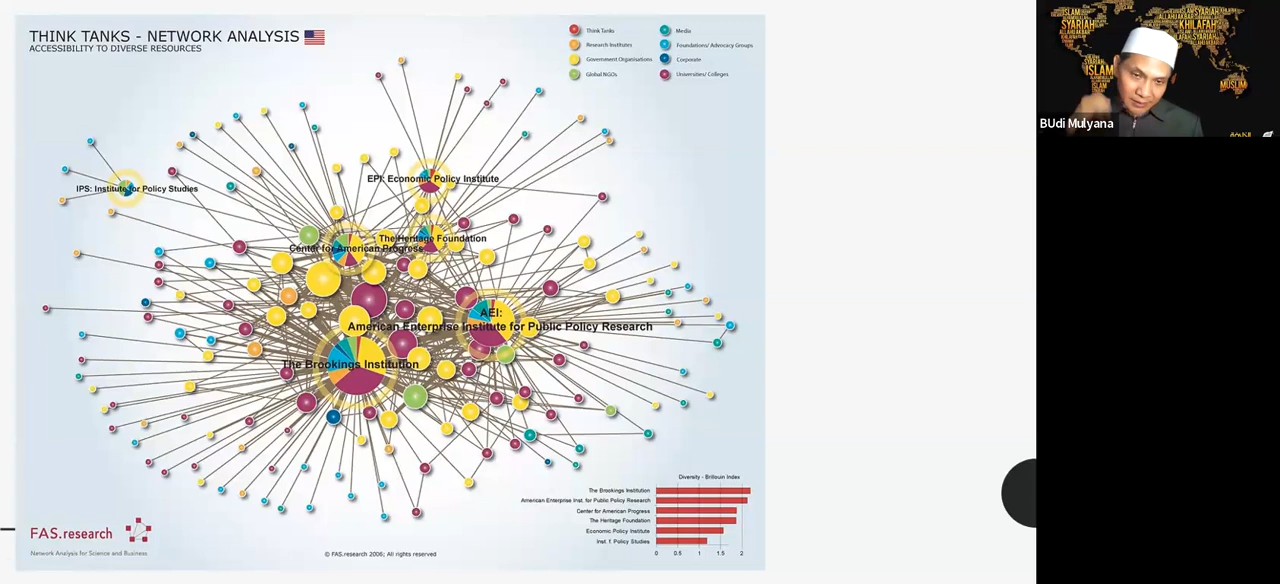 THINK TANKS - NETWORK ANALYSIS
ACCESSIBILITY TO DIVERSE RESOURCES
Think Tanks
Research Institutes
Government Organisations
Global NGOs
Media
Foundations/ Advocacy Groups
Corporate
Universities/ Colleges
IPS: Institute for Policy Studies
EPI: Economic Policy Institute
The Heritage Foundation
Center for American Progress
AEI:
American Enterprise Institute for Public Policy Research
The Brookings Institution
Diversity - Brillouin Index
The Brookings Institution
American Enterprise Inst. for Public Policy Research
Center for American Progress
The Heritage Foundation
Economic Policy Institute
Inst. f. Policy Studies
0 0.5 1 1.5 2
FAS.research
Network Analysis for Science and Business
© FAS.research 2006; All rights reserved
ISLAM
SYARIAH
KHILAFAH
SYARIAH
ISLAM
MUSLIM
BUdi Mulyana